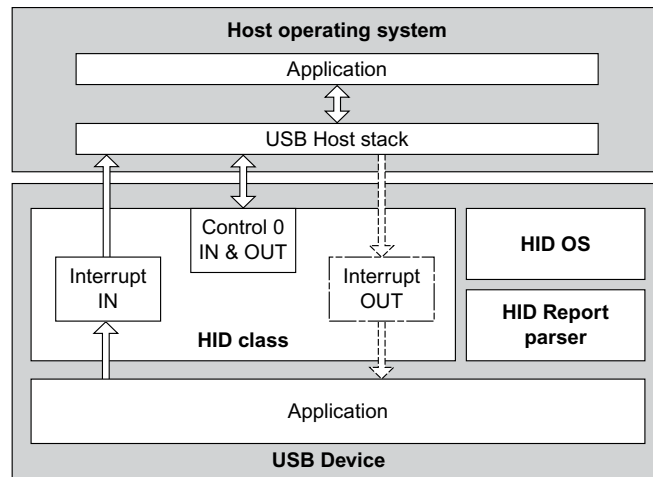 Host operating system
Application
USB Host stack
Control 0
IN & OUT
HID OS
Interrupt
IN
Interrupt
OUT
HID Report
parser
HID class
Application
USB Device